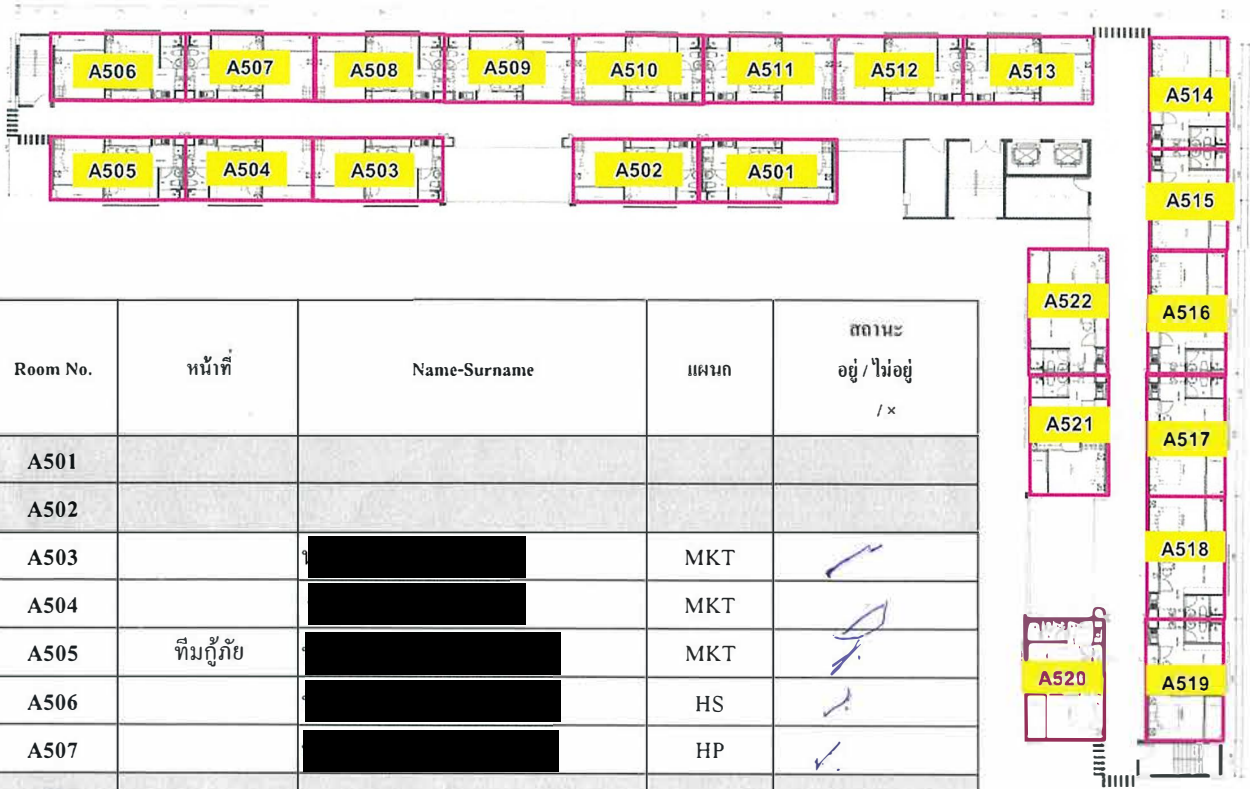 A506 A507 A508 A509 A510 A511 A512 A513
A514
A505 A504 A503 A502 A501
A515
A522
A516
A521
A517
A518
A520
A519
Room No. หน้าที่ Name-Surname แผนก สถานะ
อยู่ / ไม่อยู่
/ ×
A501
A502
A503 MKT /
A504 MKT
A505 ทีมกู้ภัย MKT
A506 HS
A507 HP